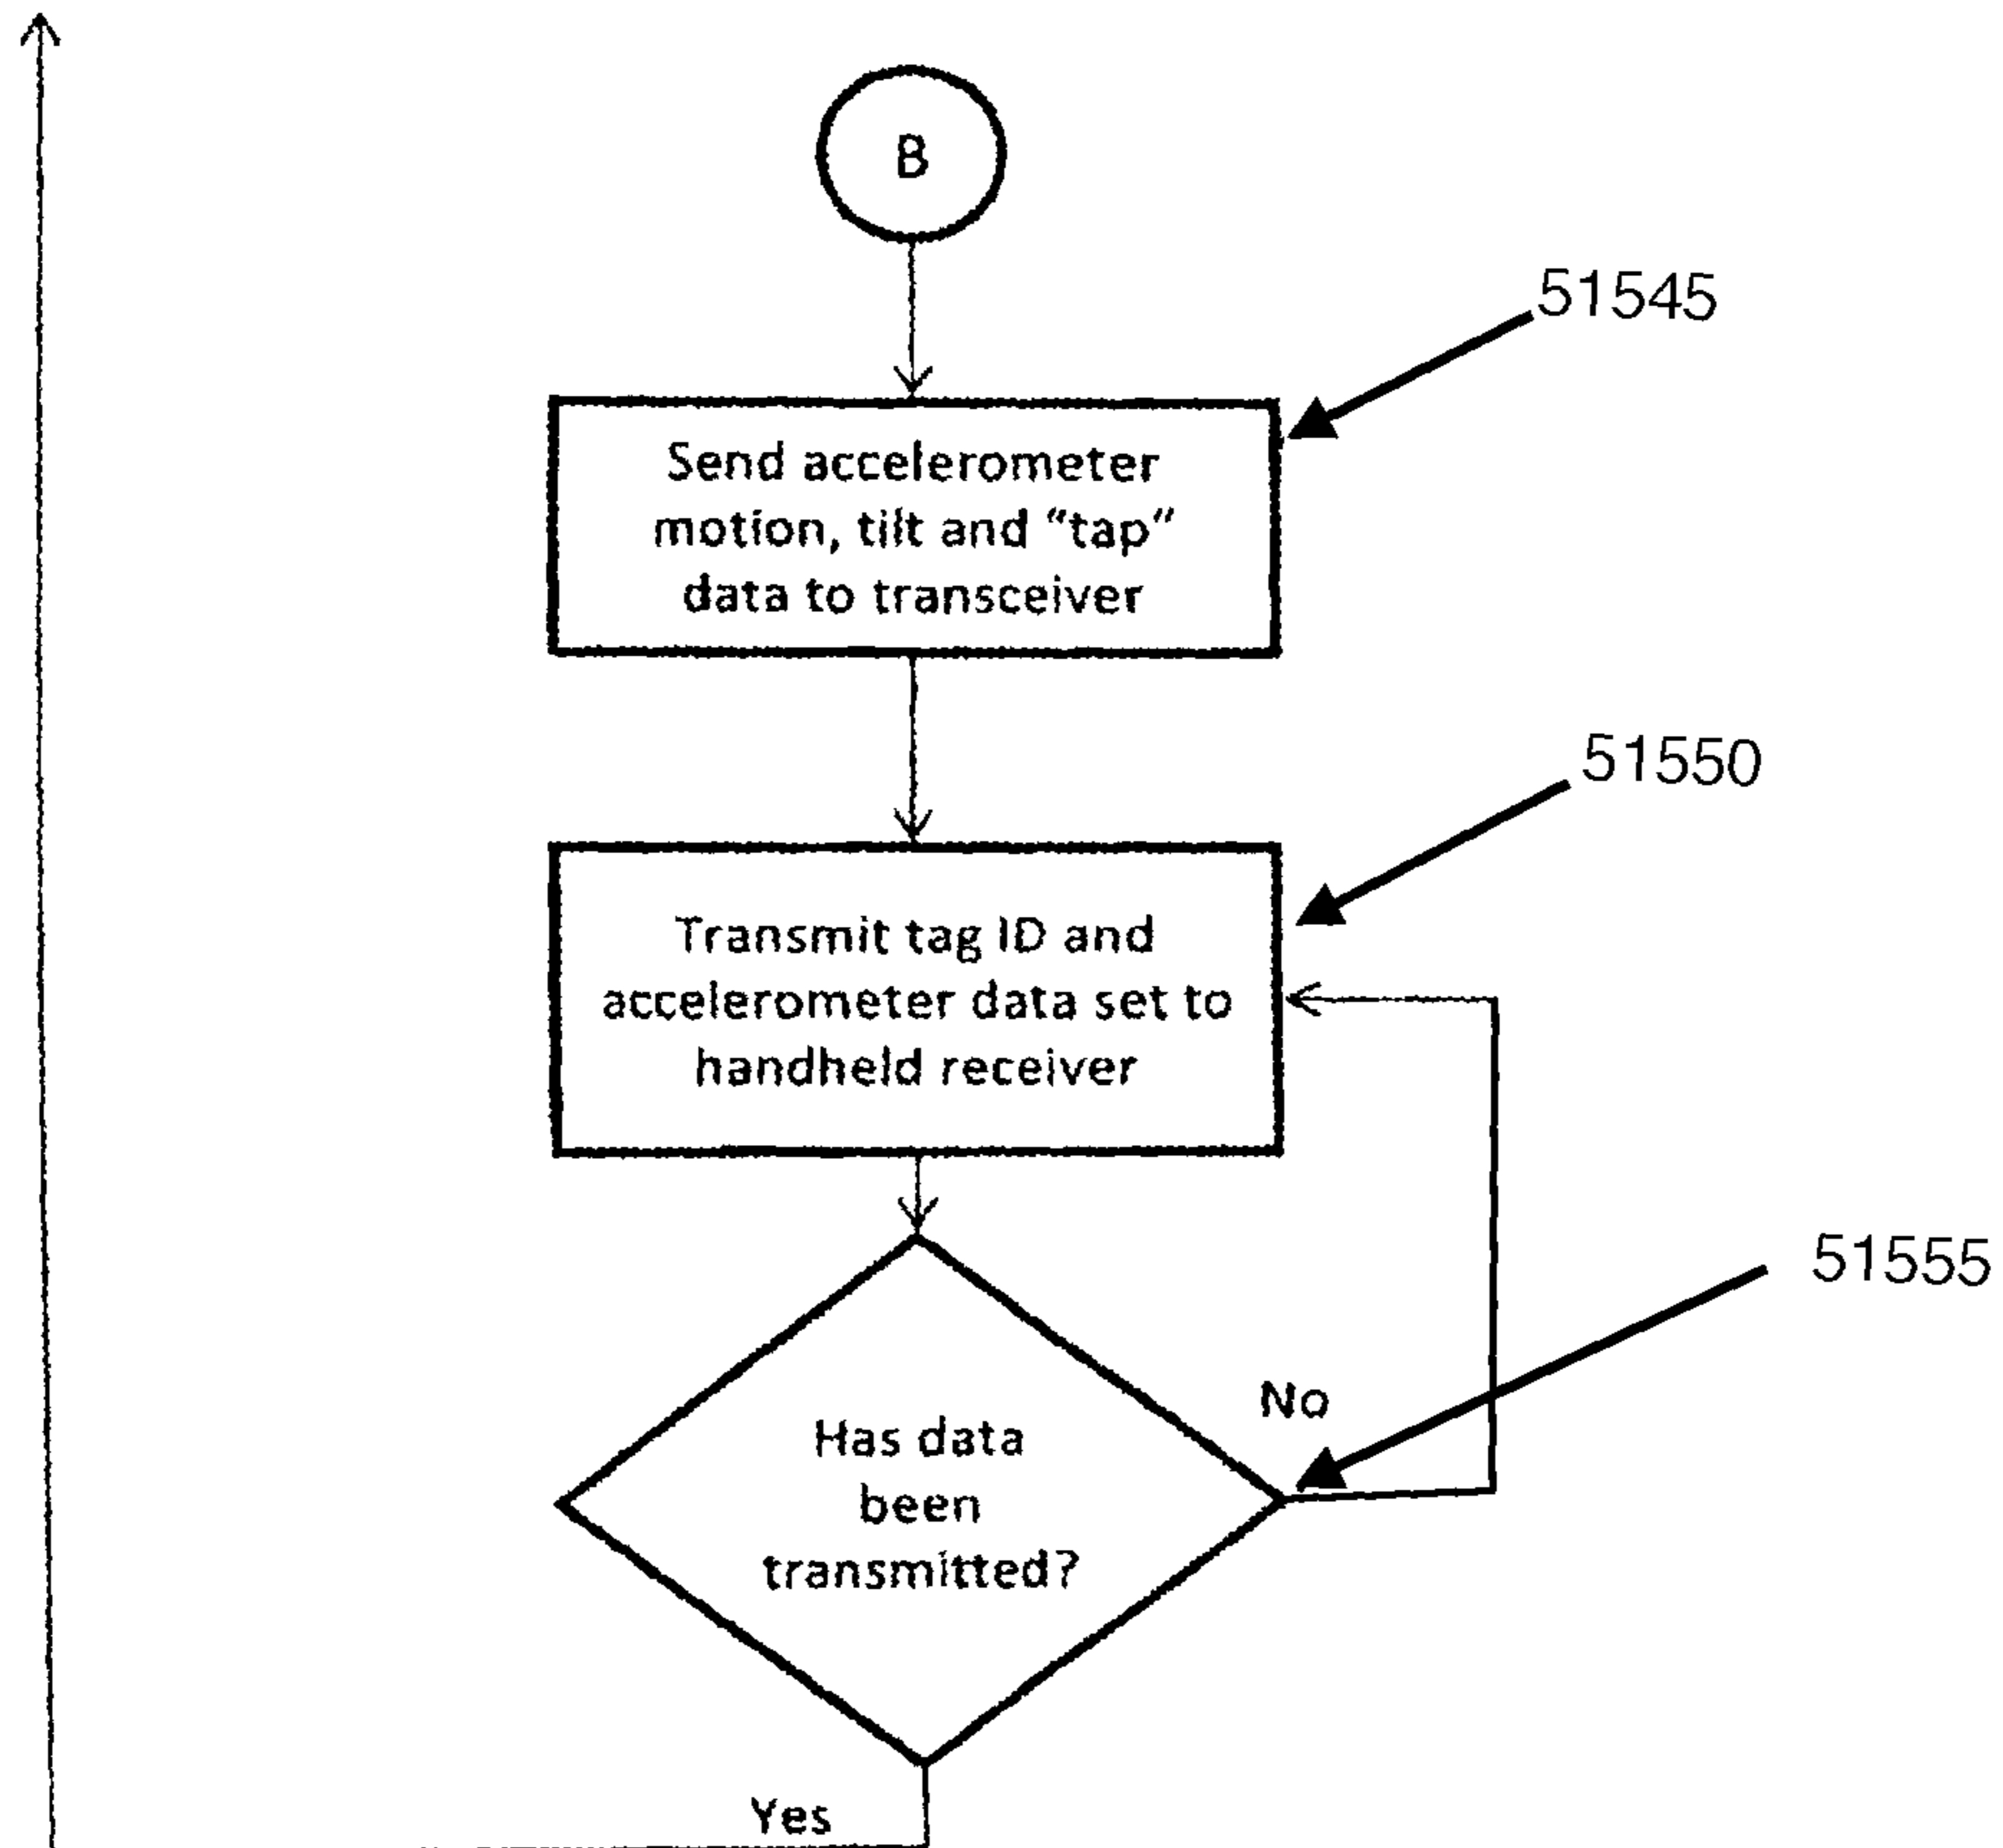 B
51545
Send accelerometer
motion, tilt and “tap”
data to transceiver
51550
Transmit tag ID and
accelerometer data set to
handheld receiver
51555
No
Has data
been
transmitted?
Yes